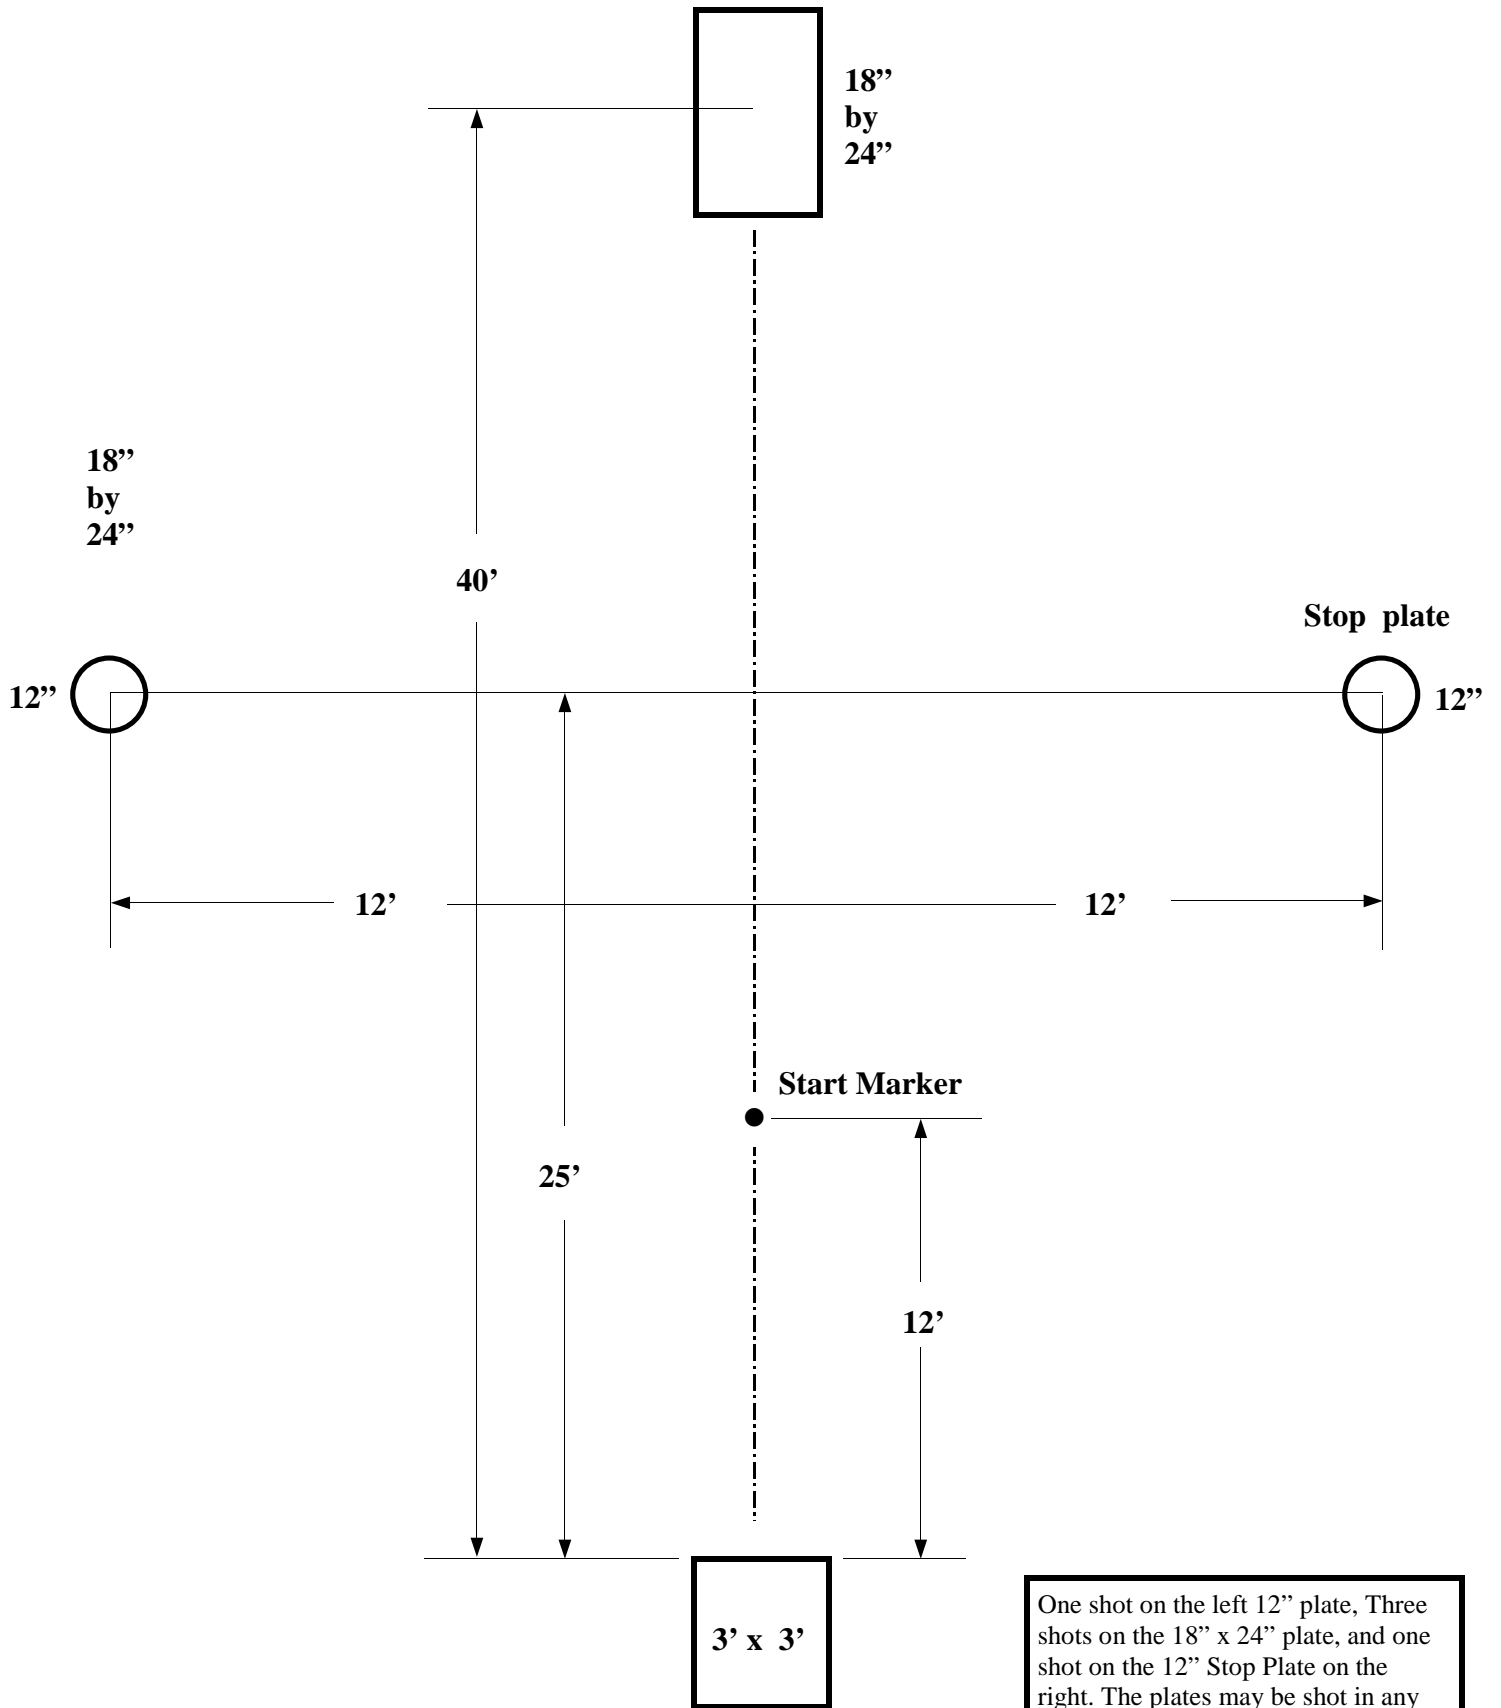 18”
by
24”
18”
by
24”
40’
Stop plate
12”
12”
12’
12’
Start Marker
25’
12’
3’ x 3’
One shot on the left 12” plate, Three
shots on the 18” x 24” plate, and one
shot on the 12” Stop Plate on the
right. The plates may be shot in any